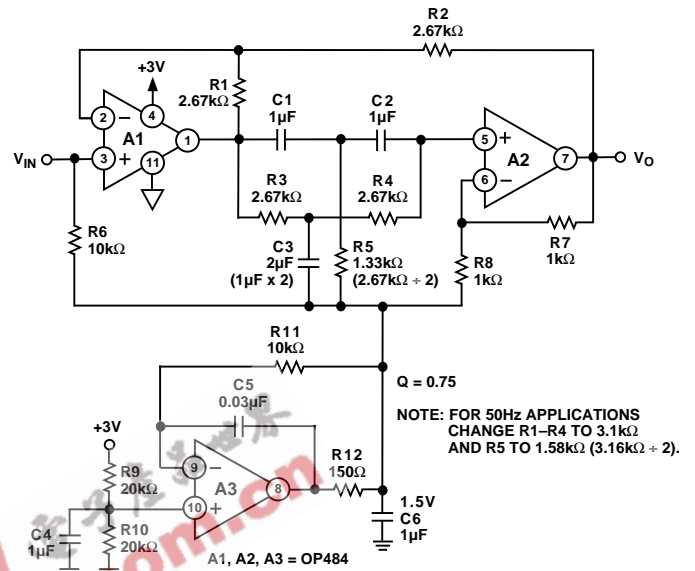 R2
2.67kΩ
+3V
R1
2.67kΩ
C1
1µF
C2
1µF
2
4
A1
1
5
A2
7
VIN
3
11
6
VO
R3
2.67kΩ
R4
2.67kΩ
R6
10kΩ
C3
2µF
(1µF x 2)
R5
1.33kΩ
(2.67kΩ ÷ 2)
R8
1kΩ
R7
1kΩ
R11
10kΩ
Q = 0.75
C5
0.03µF
NOTE: FOR 50Hz APPLICATIONS
CHANGE R1–R4 TO 3.1kΩ
AND R5 TO 1.58kΩ (3.16kΩ ÷ 2).
+3V
R9
20kΩ
9
A3
8
10
R12
150Ω
R10
20kΩ
C4
1µF
1.5V
C6
1µF
A1, A2, A3 = OP484
om.cn